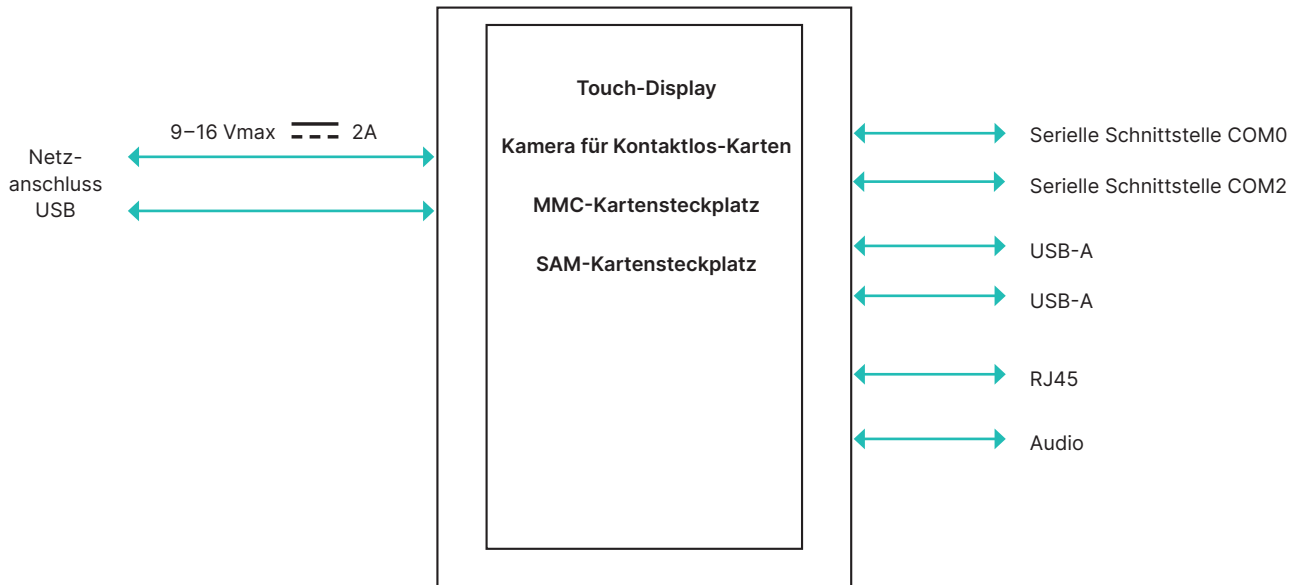 9–16 Vmax 2A
Netz-
anschluss
USB
Touch-Display
Kamera für Kontaktlos-Karten
MMC-Kartensteckplatz
SAM-Kartensteckplatz
Serielle Schnittstelle COM0
Serielle Schnittstelle COM2
USB-A
USB-A
RJ45
Audio